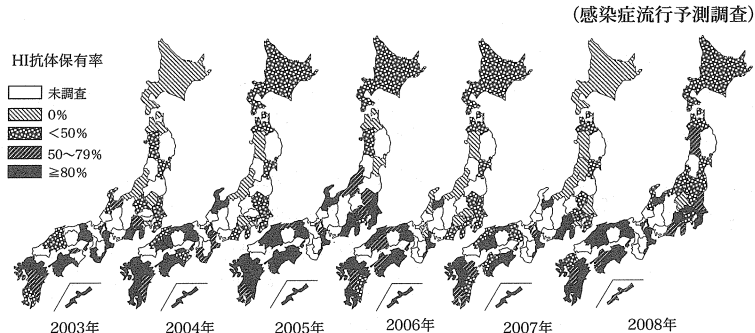 (感染症流行予測調査)
HI抗体保有率
未調査
0%
<50%
50~79%
≧80%
2003年
2004年
2005年
2006年
2007年
2008年